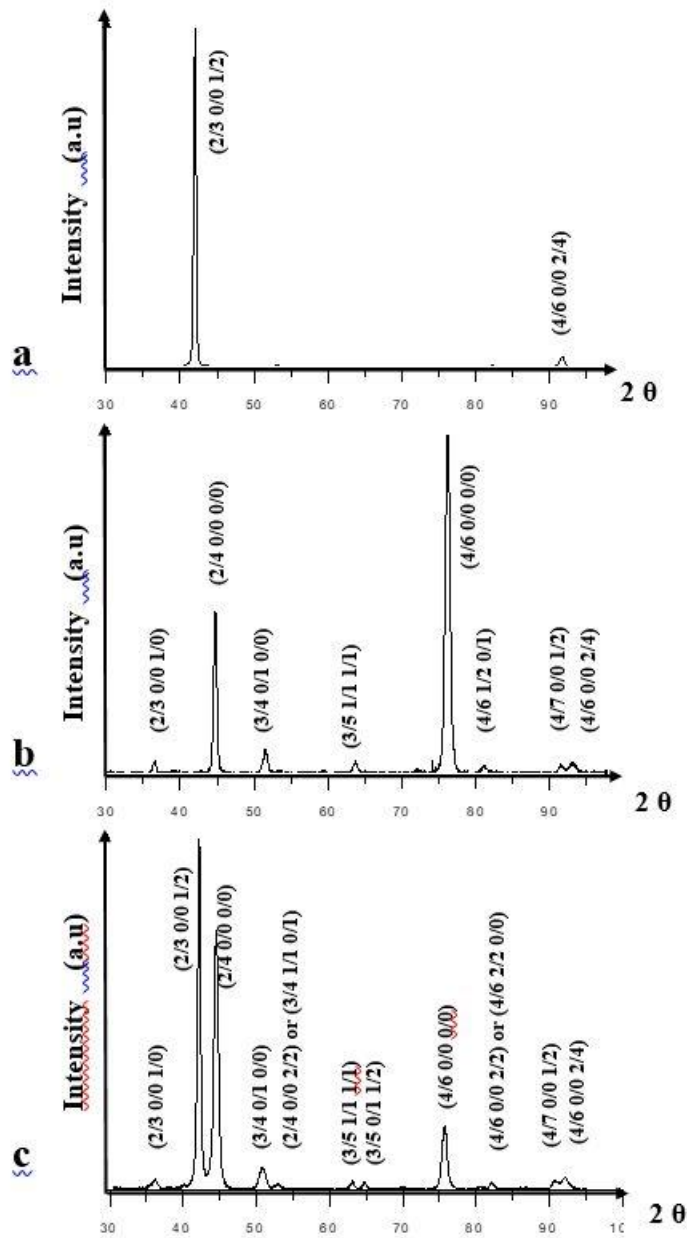 Intensity (a.u)
(2/3 0/0 1/2)
(4/6 0/0 2/4)
a
30 40 50 60 70 80 90
2 θ
Intensity (a.u)
(2/3 0/0 1/0)
(2/4 0/0 0/0)
(3/4 0/1 0/0)
(3/5 1/1 1/1)
(4/6 0/0 0/0)
(4/6 1/2 0/1)
(4/7 0/0 1/2)
(4/6 0/0 2/4)
b
30 40 50 60 70 80 90
2 θ
Intensity (a.u)
(2/3 0/0 1/0)
(2/3 0/0 1/2)
(2/4 0/0 0/0)
(3/4 0/1 0/0)
(2/4 0/0 2/2) or (3/4 1/1 0/1)
(3/5 1/1 1/1)
(3/5 0/1 1/2)
(4/6 0/0 0/0)
(4/6 0/0 2/2) or (4/6 2/2 0/0)
(4/7 0/0 1/2)
(4/6 0/0 2/4)
c
30 40 50 60 70 80 90 10
2 θ